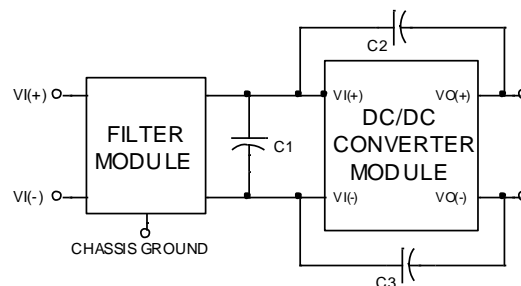 C2
VI(+)
VI(+)
VO(+)
FILTER
MODULE
C1
DC/DC
CONVERTER
MODULE
VI(-)
VI(-)
VO(-)
CHASSIS GROUND
C3